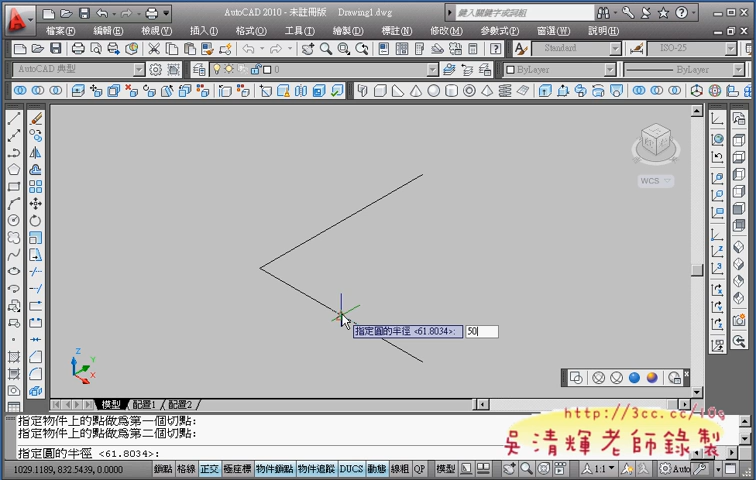 AutoCAD 2010 - 未註冊版 Drawing1.dwg
鍵入關鍵字或詞組
檔案(F) 編輯(E) 檢視(V) 插入(I) 格式(O) 工具(T) 繪製(D) 標註(N) 修改(M) 參數式(P) 視窗(W) 說明(H)
Standard ISO-25
AutoCAD 典型 0 ByLayer ByLayer
WCS
指定圓的半徑 <61.8034>: 50
Z
Y
X
模型 配置1 配置2
指定物件上的點做為第一個切點:
指定物件上的點做為第二個切點:
指定圓的半徑 <61.8034>:
http://3cc.cc/10g
吳清輝老師錄製
1029.1189, 832.5439, 0.0000 鎖點 格線 正交 極座標 物件鎖點 物件追蹤 DUCS 動態 線粗 QP 模型 1:1 Auto